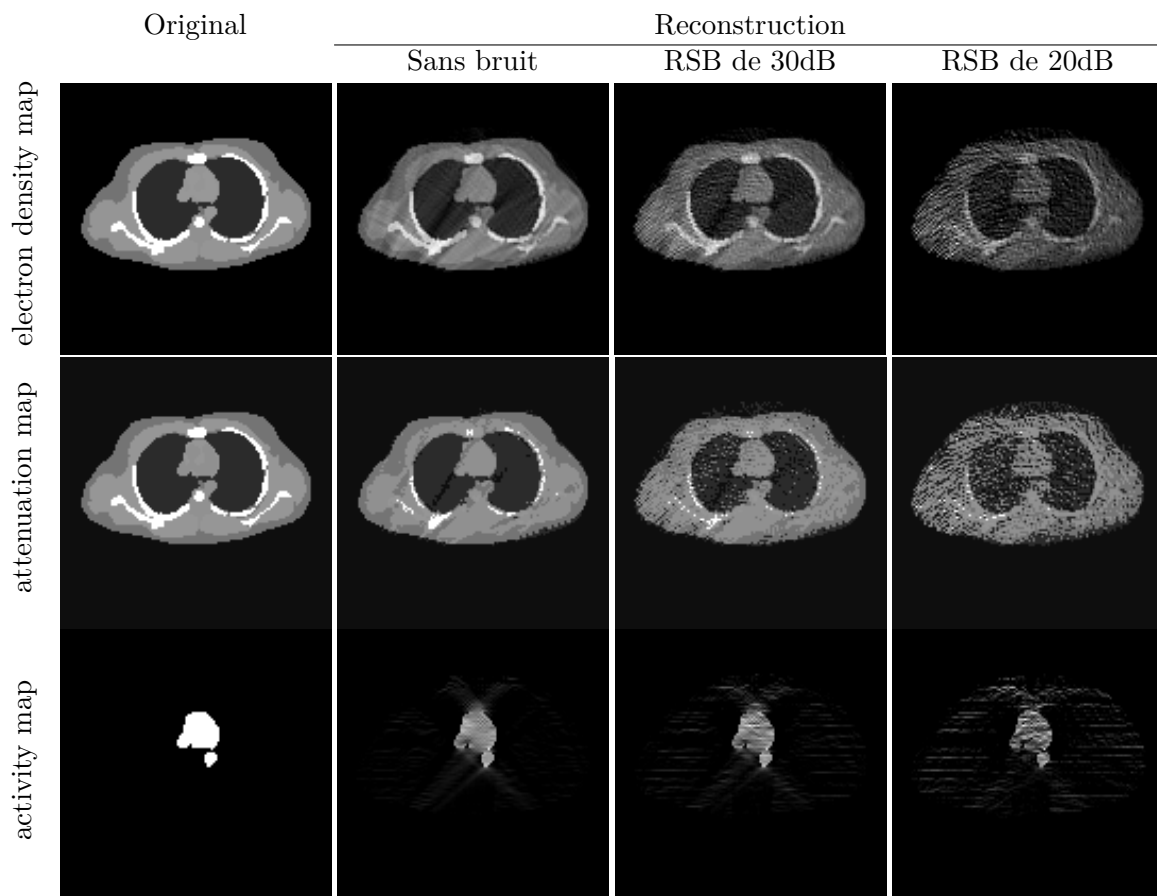 Original
Reconstruction
Sans bruit
RSB de 30dB
RSB de 20dB
electron density map
attenuation map
activity map